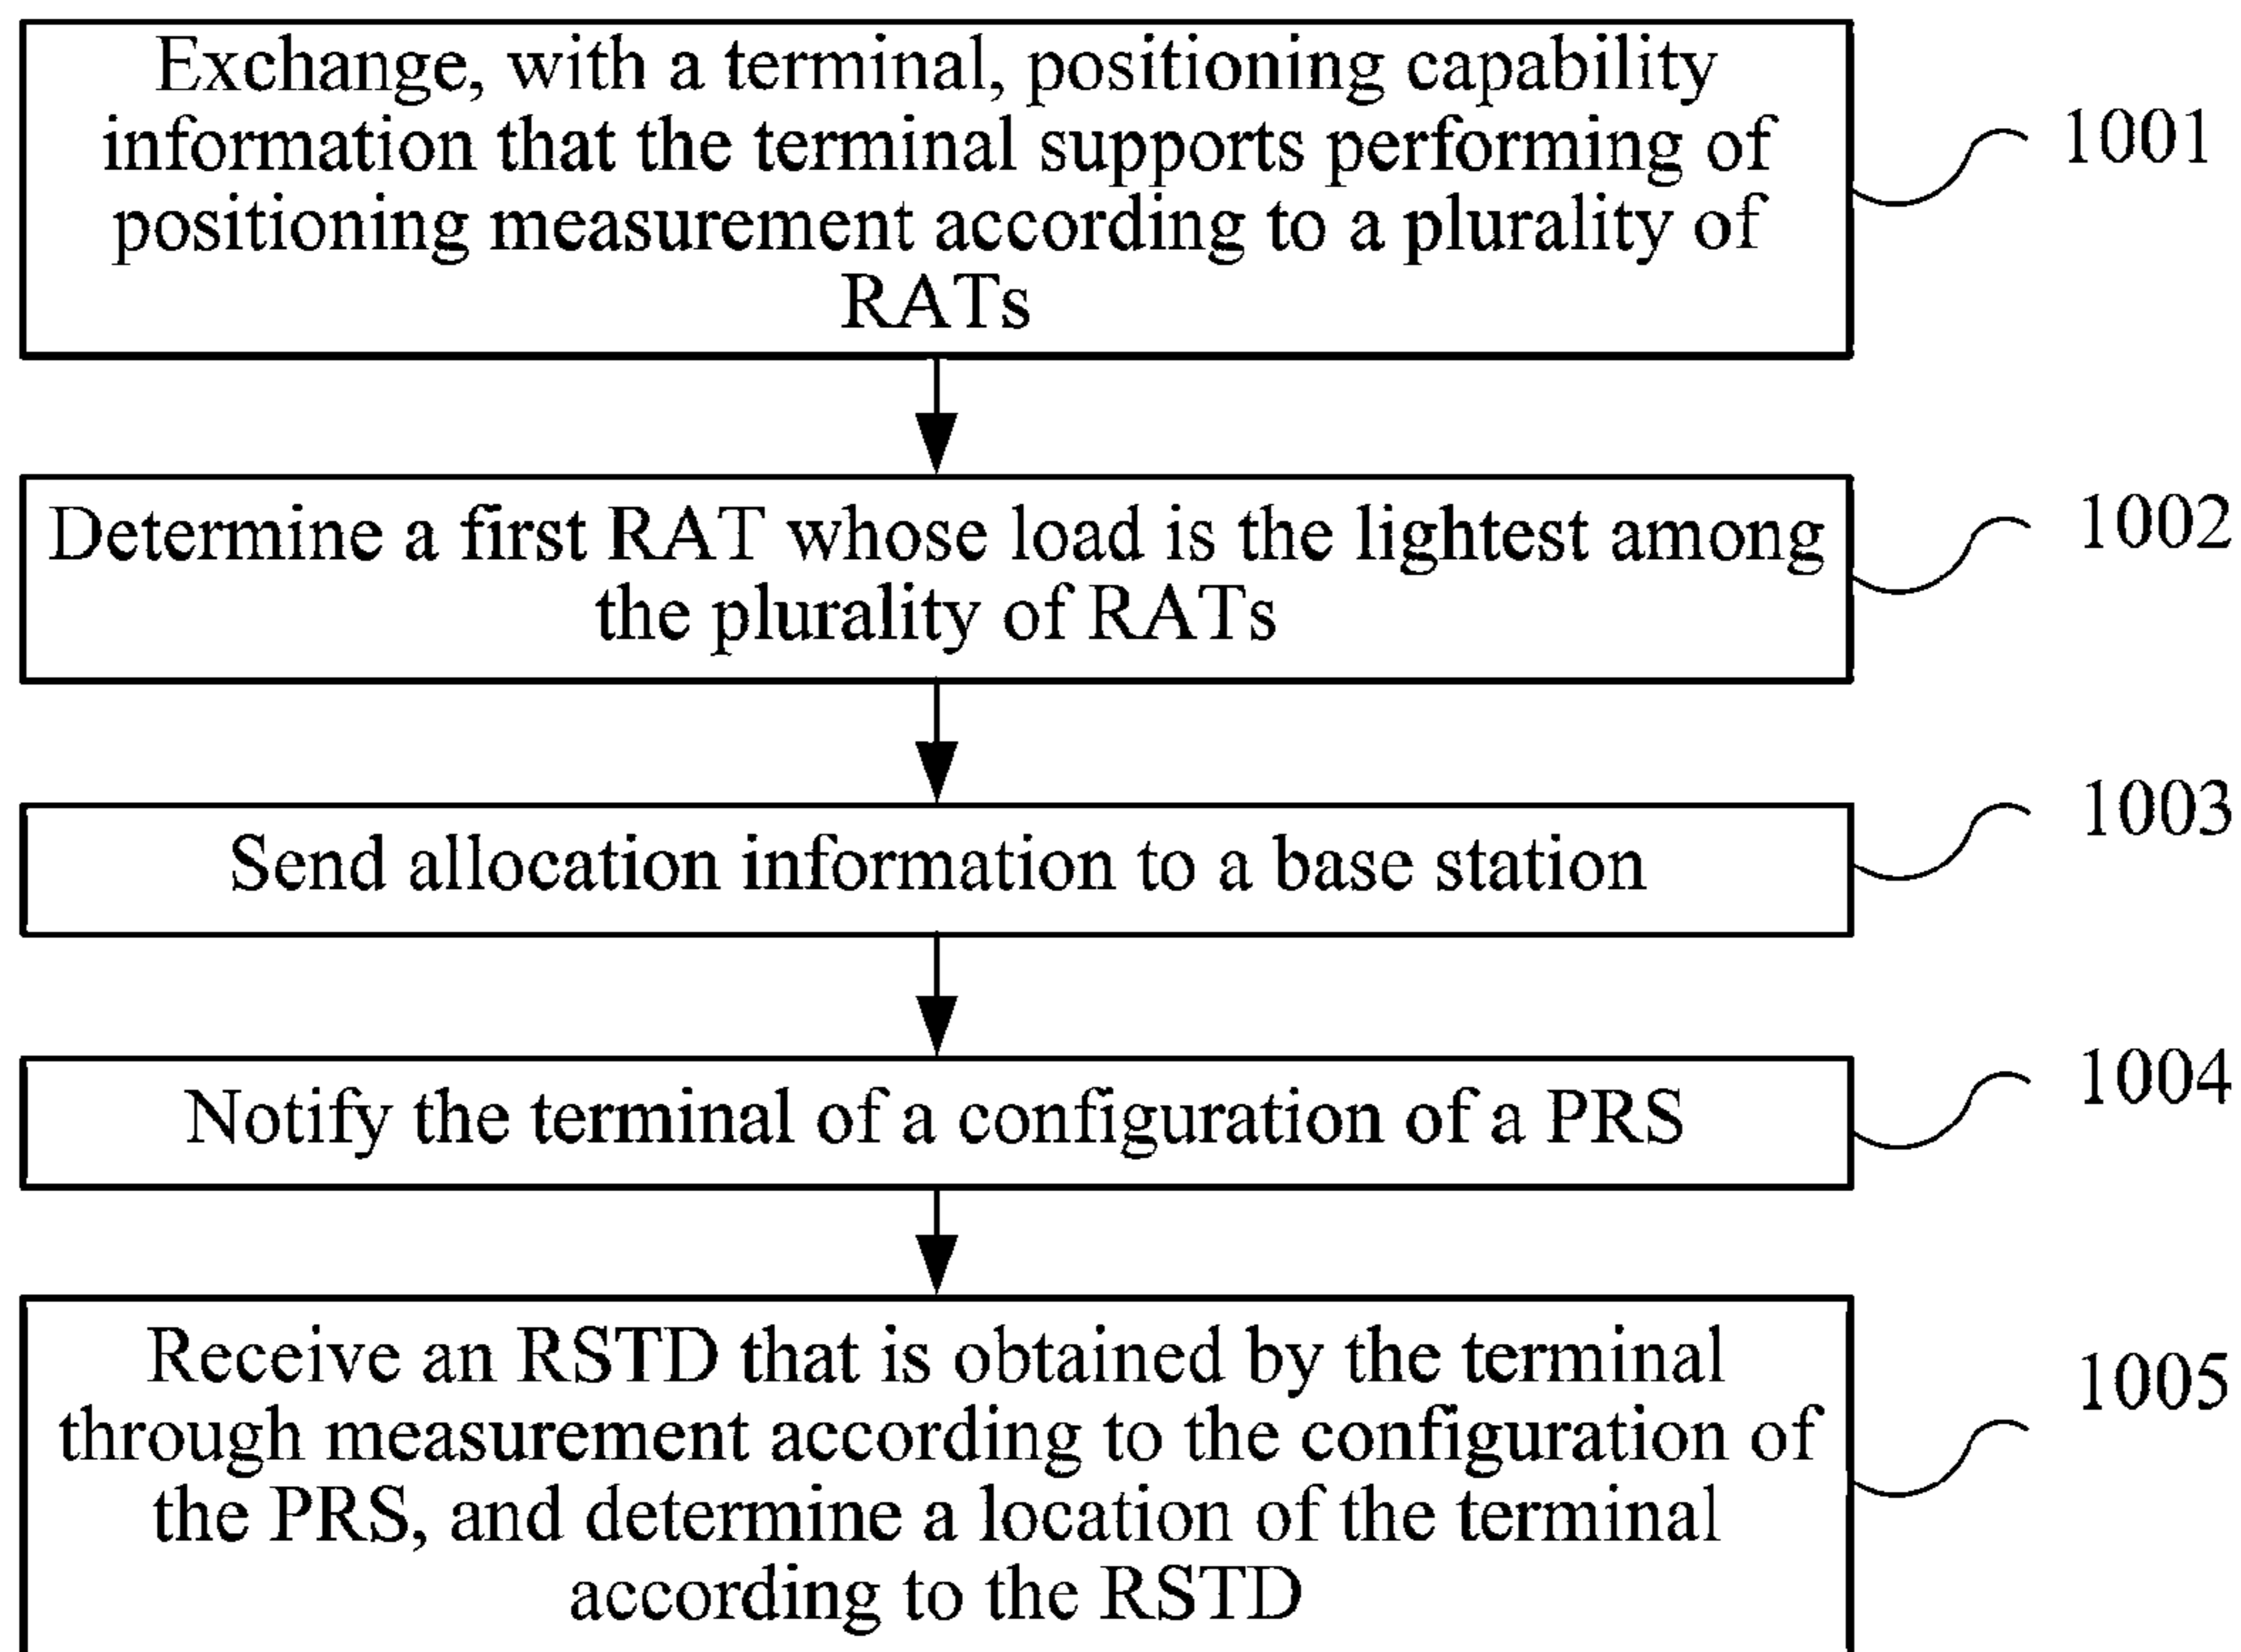 Exchange, with a terminal, positioning capability
information that the terminal supports performing of
positioning measurement according to a plurality of
RATs
1001
Determine a first RAT whose load is the lightest among
the plurality of RATs
1002
Send allocation information to a base station
1003
Notify the terminal of a configuration of a PRS
1004
Receive an RSTD that is obtained by the terminal
through measurement according to the configuration of
the PRS, and determine a location of the terminal
according to the RSTD
1005